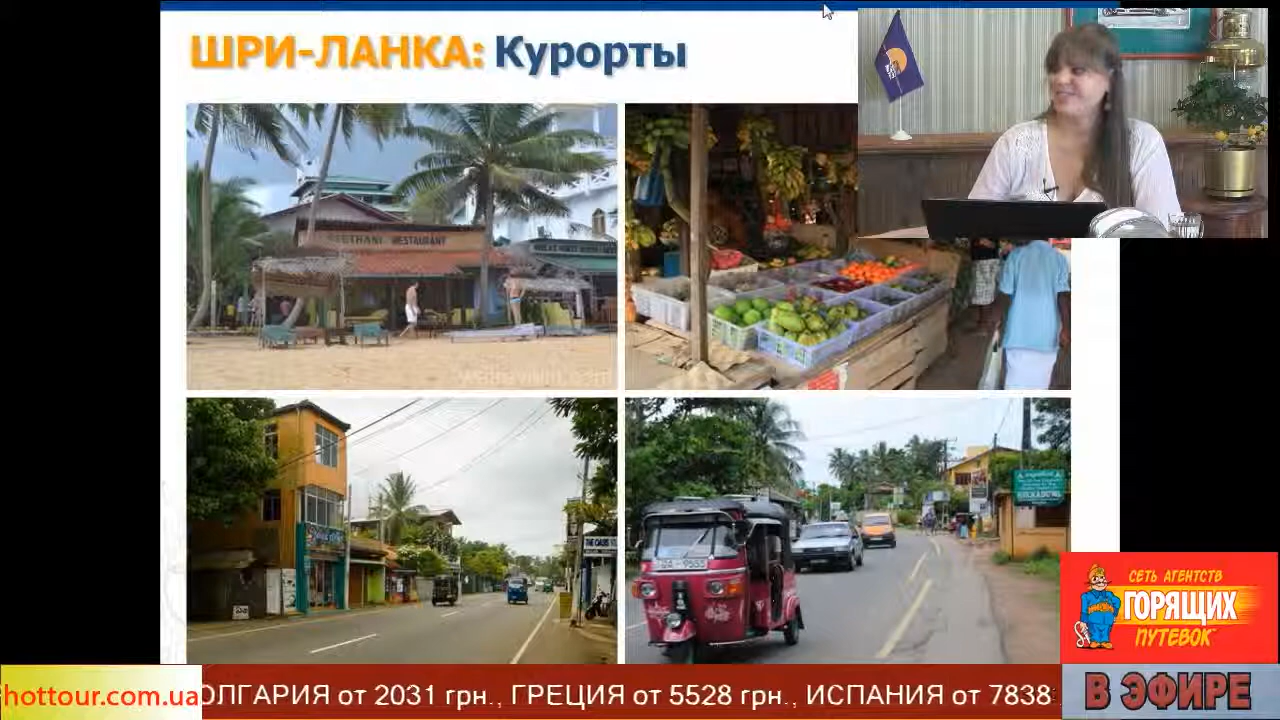 ШРИ-ЛАНКА: Курорты
RESTAURANT
СЕТЬ АГЕНТСТВ
ГОРЯЩИХ
ПУТЕВОК
hottour.com.ua
ОЛГАРИЯ от 2031 грн., ГРЕЦИЯ от 5528 грн., ИСПАНИЯ от 7838
В ЭФИРЕ